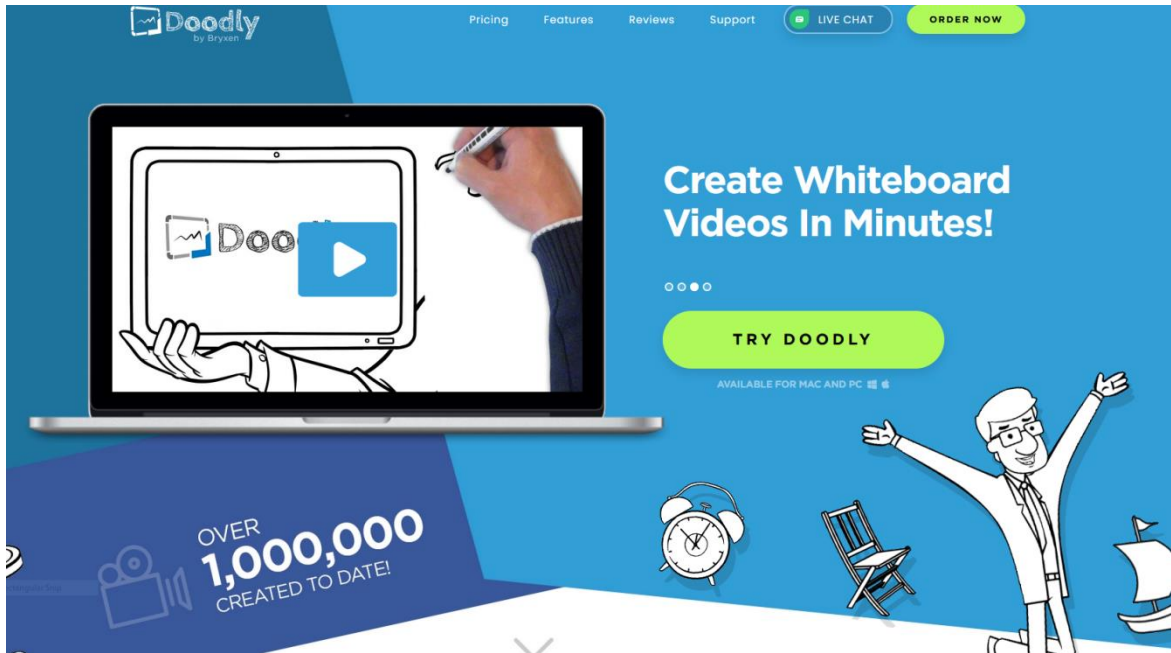 Doodly
by Bryxen
Pricing
Features
Reviews
Support
LIVE CHAT
ORDER NOW
Create Whiteboard
Videos In Minutes!
TRY DOODLY
AVAILABLE FOR MAC AND PC
OVER
1,000,000
CREATED TO DATE!